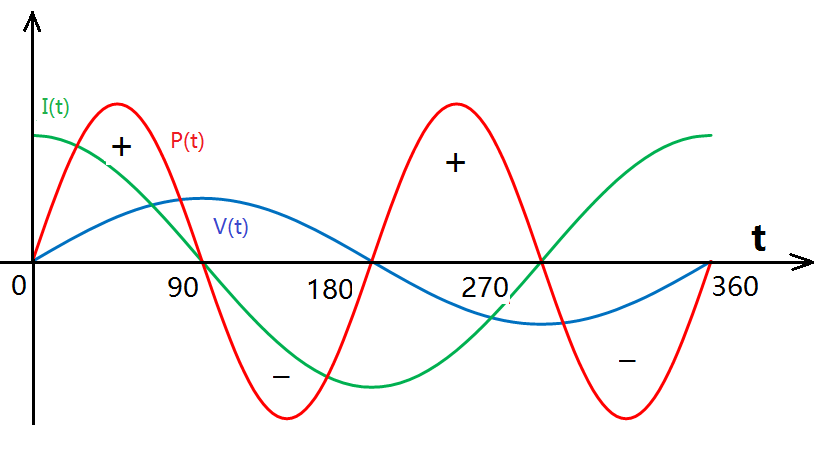 I(t)
+
P(t)
+
V(t)
t
0
90
180
270
360
−
−